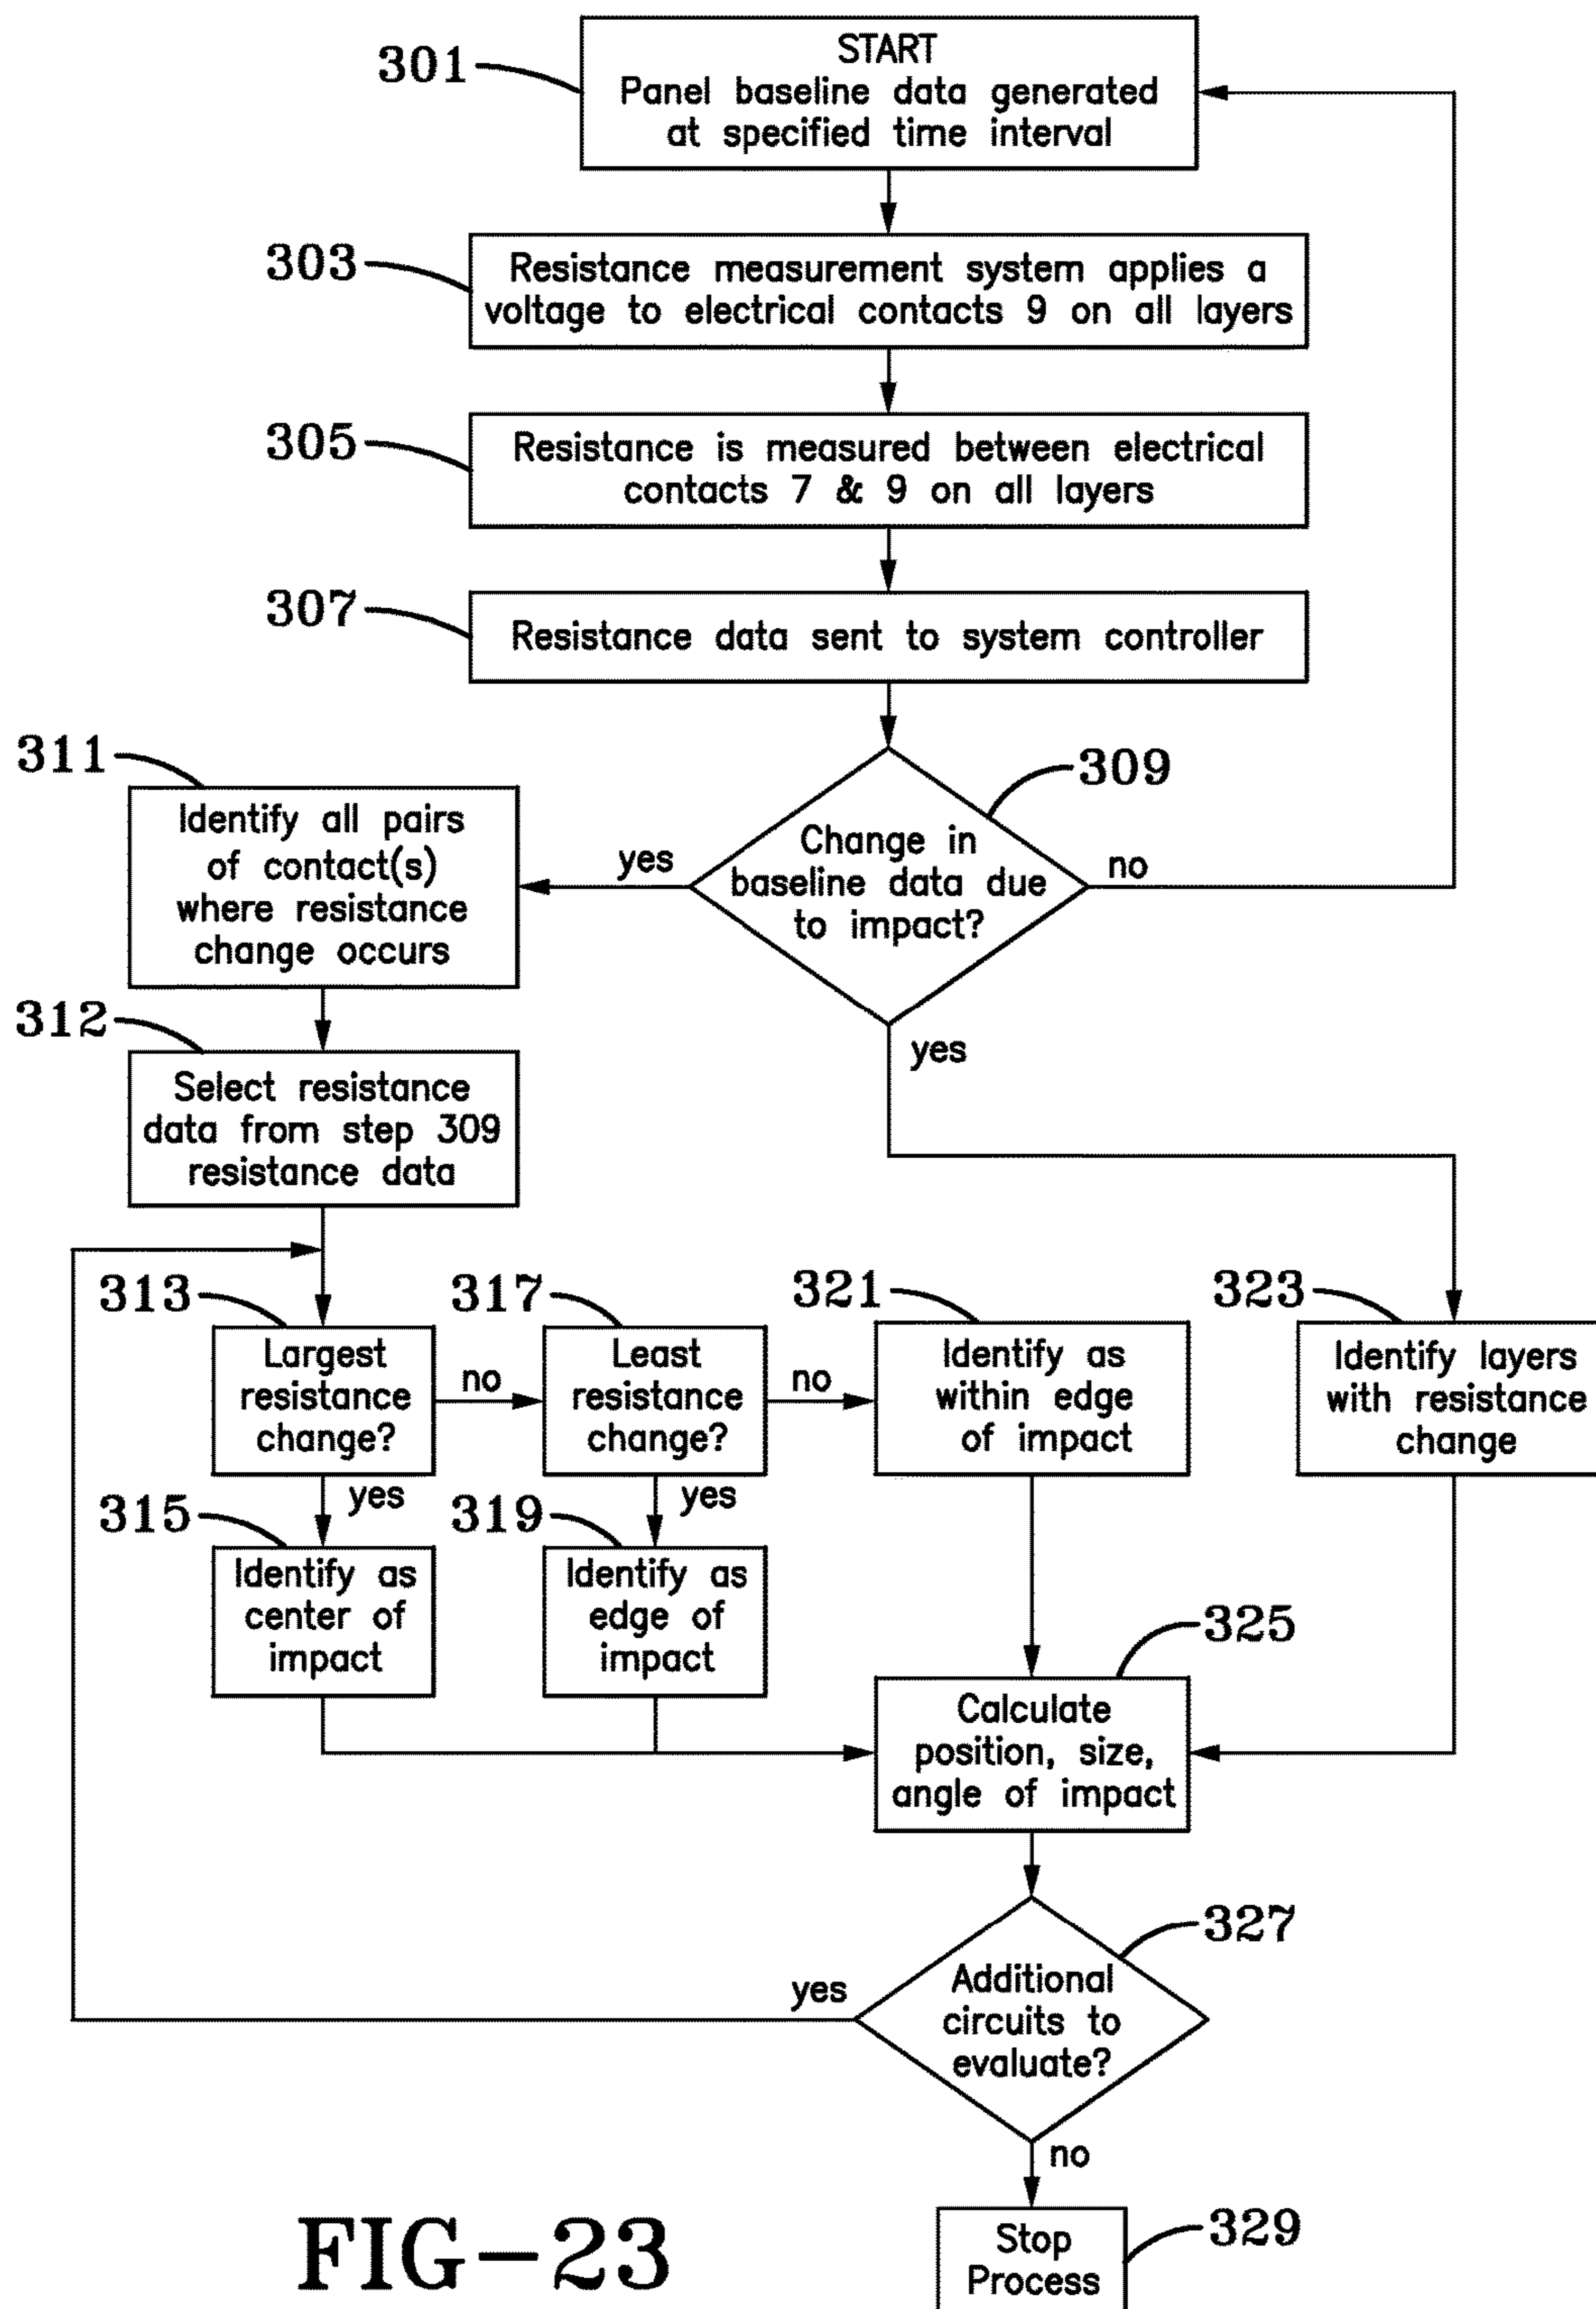 301
START
Panel baseline data generated
at specified time interval
303
Resistance measurement system applies a
voltage to electrical contacts 9 on all layers
305
Resistance is measured between electrical
contacts 7 & 9 on all layers
307
Resistance data sent to system controller
309
Change in
baseline data due
to impact?
yes
no
yes
311
Identify all pairs
of contact(s)
where resistance
change occurs
312
Select resistance
data from step 309
resistance data
313
Largest
resistance
change?
no
yes
317
Least
resistance
change?
no
yes
321
Identify as
within edge
of impact
323
Identify layers
with resistance
change
315
Identify as
center of
impact
319
Identify as
edge of
impact
325
Calculate
position, size,
angle of impact
327
Additional
circuits to
evaluate?
yes
no
329
Stop
Process
FIG-23